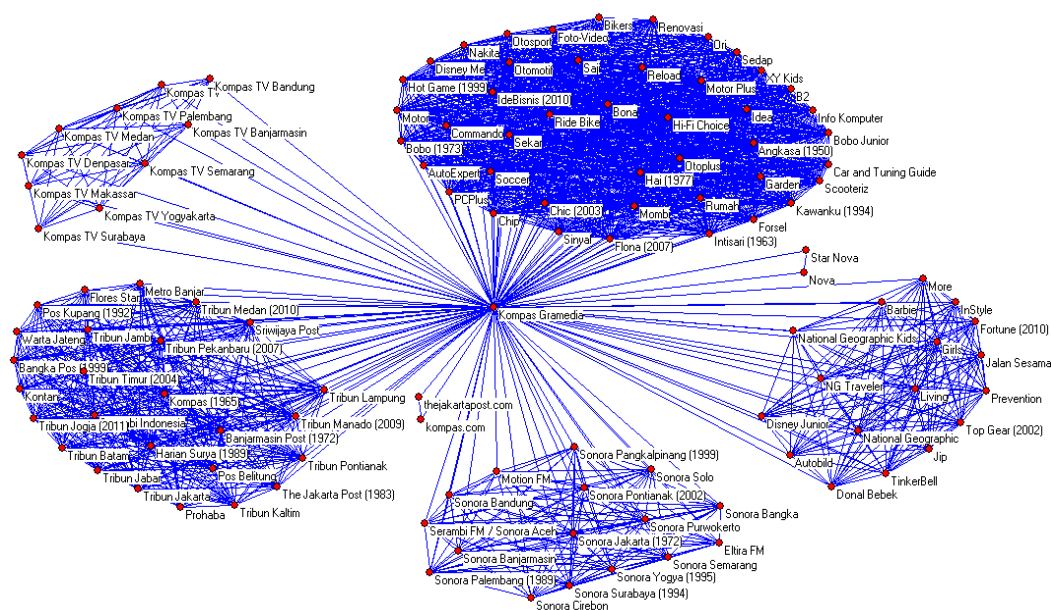 Kompas TV
Kompas TV Bandung
Kompas TV Palembang
Kompas TV Banjarmasin
Kompas TV Medan
Kompas TV Denpasar
Kompas TV Semarang
Kompas TV Makassar
Kompas TV Yogyakarta
Kompas TV Surabaya
Bikers
Renovasi
Otosport
Foto-Video
Ori
Nakita
Sedap
Disney Me
Otomotif
Saji
Reload
XY Kids
Hot Game (1999)
Motor Plus
B2
IdeBisnis (2010)
Bona
Motor
Ride Bike
Hi-Fi Choice
Idea
Info Komputer
Commando
Sekar
Bobo Junior
Bobo (1973)
Angkasa (1950)
AutoExpert
Soccer
Otoplus
Hai (1977)
Car and Tuning Guide
Garden
Scooteriz
PCPlus
Chic (2003)
Mombi
Rumah
Kawanku (1994)
Chip
Forsel
Sinyal
Flona (2007)
Intisari (1963)
Star Nova
Nova
Kompas Gramedia
More
Barbie
InStyle
Fortune (2010)
National Geographic Kids
Girls
Jalan Sesama
NG Traveler
Living
Prevention
Disney Junior
National Geographic
Top Gear (2002)
Autobild
Jip
TinkerBell
Donal Bebek
Flores Star
Metro Banjar
Pos Kupang (1992)
Tribun Medan (2010)
Warta Jateng
Tribun Jambi
Sriwijaya Post
Tribun Pekanbaru (2007)
Bangka Pos (1999)
Tribun Timur (2004)
Kontan
Kompas (1965)
Tribun Lampung
Tribun Jogja (2011)
bi Indonesia
Banjarmasin Post (1972)
Tribun Manado (2009)
Tribun Batam
Harian Surya (1989)
Tribun Pontianak
Tribun Jabar
Pos Belitung
Tribun Jakarta
The Jakarta Post (1983)
Prohaba
Tribun Kaltim
thejakartapost.com
kompas.com
Sonora Pangkalpinang (1999)
Motion FM
Sonora Solo
Sonora Bandung
Sonora Pontianak (2002)
Sonora Bangka
Serambi FM / Sonora Aceh
Sonora Purwokerto
Sonora Jakarta (1972)
Eltira FM
Sonora Banjarmasin
Sonora Semarang
Sonora Palembang (1989)
Sonora Yogya (1995)
Sonora Surabaya (1994)
Sonora Cirebon